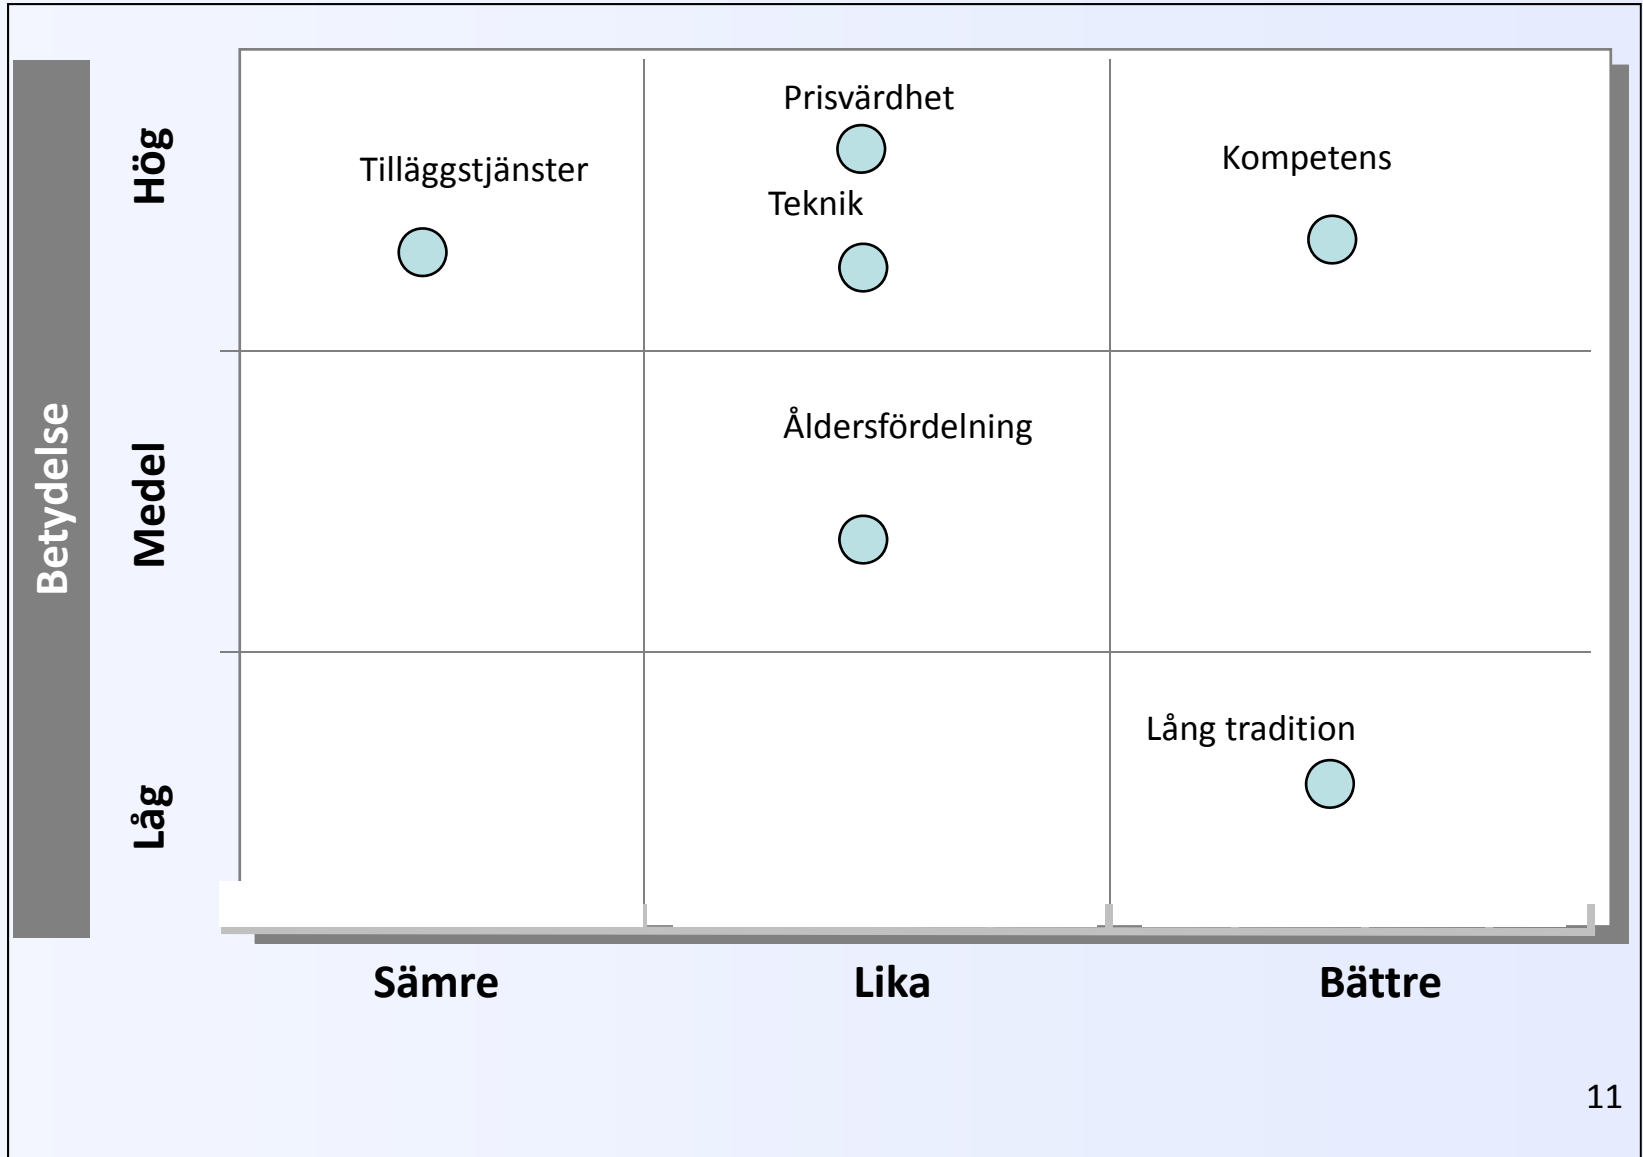 Betydelse
Hög
Medel
Låg
Tilläggstjänster
Prisvärdhet
Teknik
Kompetens
Åldersfördelning
Lång tradition
Sämre
Lika
Bättre
11